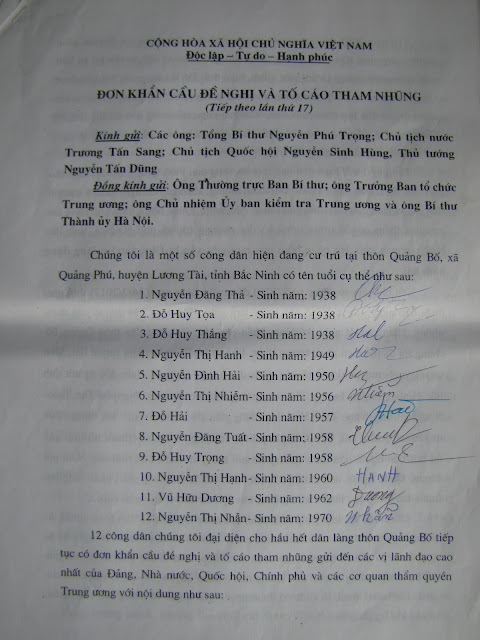 CỘNG HÒA XÃ HỘI CHỦ NGHĨA VIỆT NAM
Độc lập – Tự do – Hạnh phúc
ĐƠN KHẨN CẦU ĐỀ NGHỊ VÀ TỐ CÁO THAM NHŨNG
(Tiếp theo lần thứ 17)
Kính gửi: Các ông: Tổng Bí thư Nguyễn Phú Trọng; Chủ tịch nước
Trương Tấn Sang; Chủ tịch Quốc hội Nguyễn Sinh Hùng, Thủ tướng
Nguyễn Tấn Dũng
Đồng kính gửi: Ông Thường trực Ban Bí thư; ông Trưởng Ban tổ chức
Trung ương; ông Chủ nhiệm Ủy ban kiểm tra Trung ương và ông Bí thư
Thành ủy Hà Nội.
Chúng tôi là một số công dân hiện đang cư trú tại thôn Quảng Bố, xã
Quảng Phú, huyện Lương Tài, tỉnh Bắc Ninh có tên tuổi cụ thể như sau:
1. Nguyễn Đăng Thả - Sinh năm: 1938
2. Đỗ Huy Tọa - Sinh năm: 1938
3. Đỗ Huy Thắng - Sinh năm: 1938
4. Nguyễn Thị Hanh - Sinh năm: 1949
5. Nguyễn Đình Hải - Sinh năm: 1950
6. Nguyễn Thị Nhiễm- Sinh năm: 1956 Nhiễm
7. Đỗ Hải - Sinh năm: 1957 Hải
8. Nguyễn Đăng Tuất- Sinh năm: 1958
9. Đỗ Huy Trọng - Sinh năm: 1958
10. Nguyễn Thị Hạnh- Sinh năm: 1960 HANH
11. Vũ Hữu Dương - Sinh năm: 1962 Dương
12. Nguyễn Thị Nhẫn- Sinh năm: 1970 Nhẫn
12 công dân chúng tôi đại diện cho hầu hết dân làng thôn Quảng Bố tiếp
tục có đơn khẩn cầu đề nghị và tố cáo tham nhũng gửi đến các vị lãnh đạo cao
nhất của Đảng, Nhà nước, Quốc hội, Chính phủ và các cơ quan thẩm quyền
Trung ương với nội dung như sau: